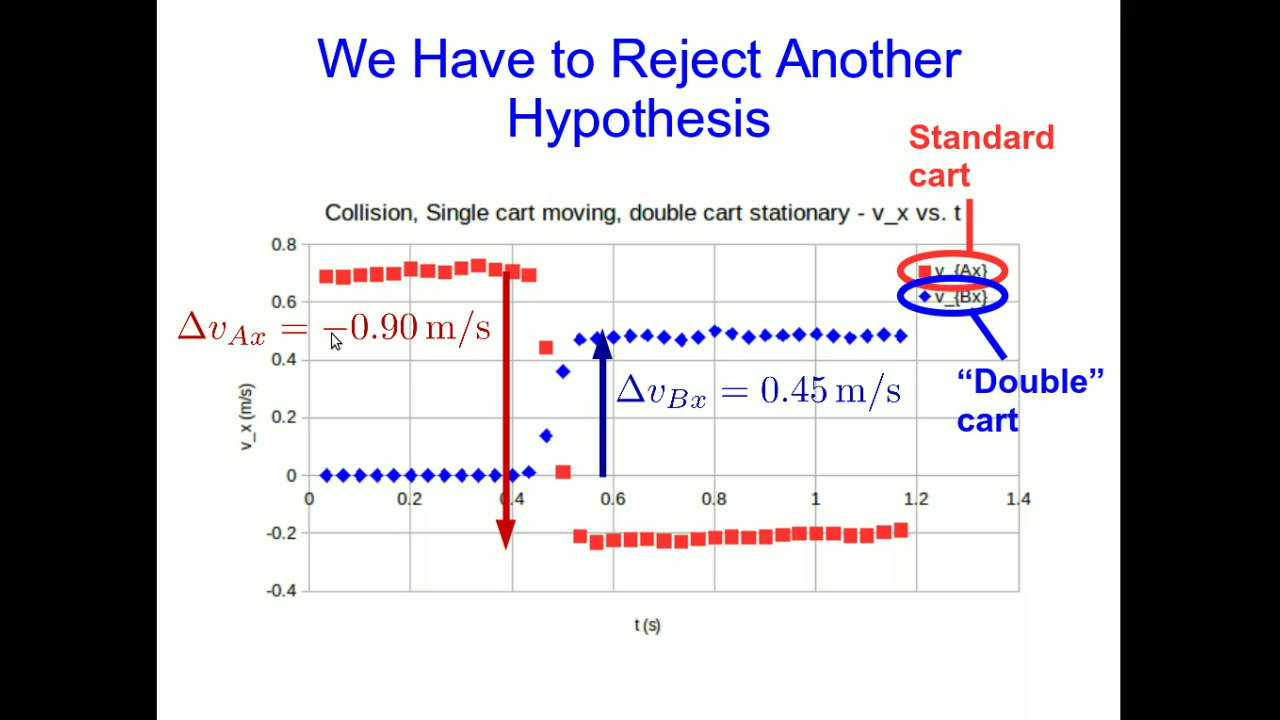 We Have to Reject Another
Hypothesis
Standard
cart
Collision, Single cart moving, double cart stationary - v_x vs. t
v_{Ax}
v_{Bx}
Δv_{Ax} = −0.90 m/s
Δv_{Bx} = 0.45 m/s
“Double”
cart
v_x (m/s)
0.8
0.6
0.4
0.2
0
-0.2
-0.4
0 0.2 0.4 0.6 0.8 1 1.2 1.4
t (s)